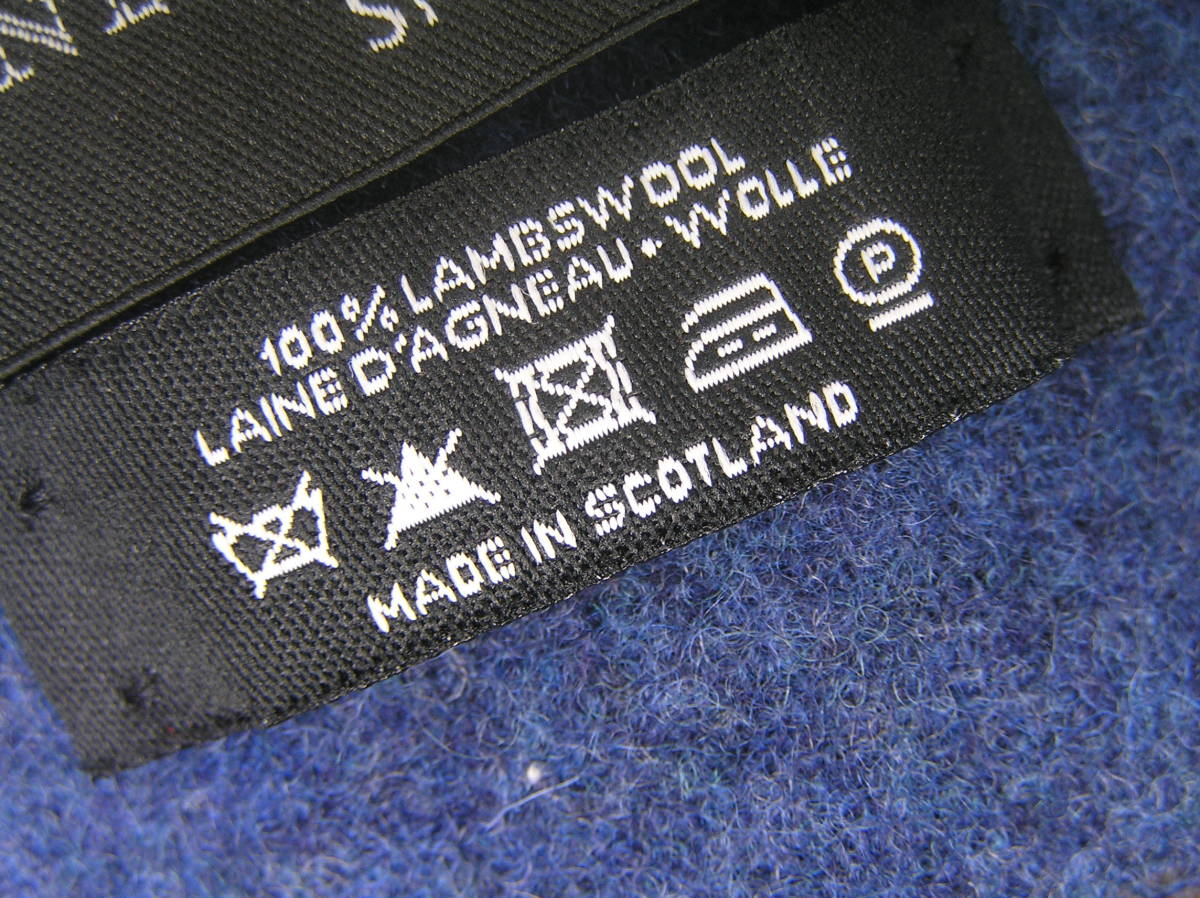 100% LAMBSWOOL
LAINE D'AGNEAU • WOLLE
P
MADE IN SCOTLAND